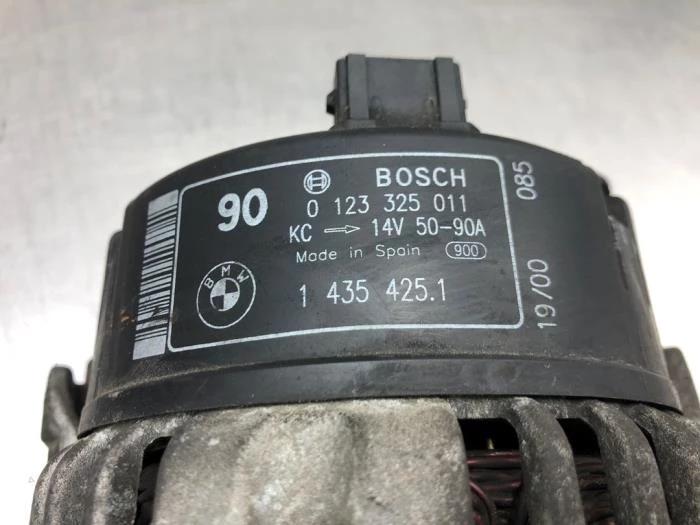 90
BOSCH
0 123 325 011
KC → 14V 50-90A
Made in Spain 900
BMW
1 435 425.1
19/00 085